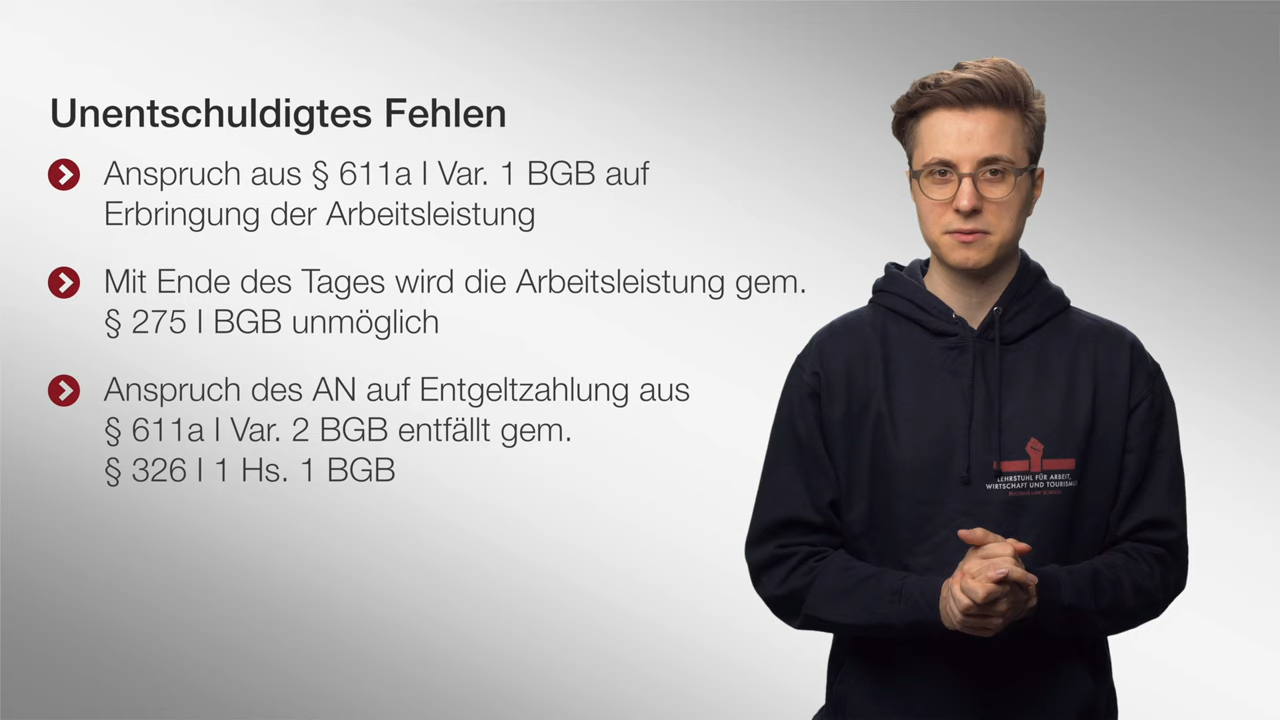 Unentschuldigtes Fehlen
Anspruch aus § 611a I Var. 1 BGB auf
Erbringung der Arbeitsleistung
Mit Ende des Tages wird die Arbeitsleistung gem.
§ 275 I BGB unmöglich
Anspruch des AN auf Entgeltzahlung aus
§ 611a I Var. 2 BGB entfällt gem.
§ 326 I 1 Hs. 1 BGB
LEHRSTUHL FÜR ARBEIT,
WIRTSCHAFT UND TOURISMUS
LAW SCHOOL